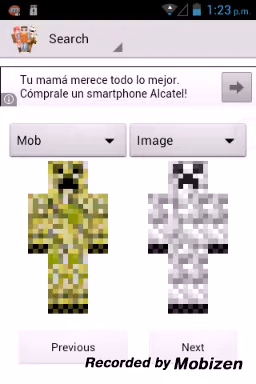 1:23 p.m.
Search
Tu mamá merece todo lo mejor.
Cómprale un smartphone Alcatel!
Mob
Image
Previous
Next
Recorded by Mobizen